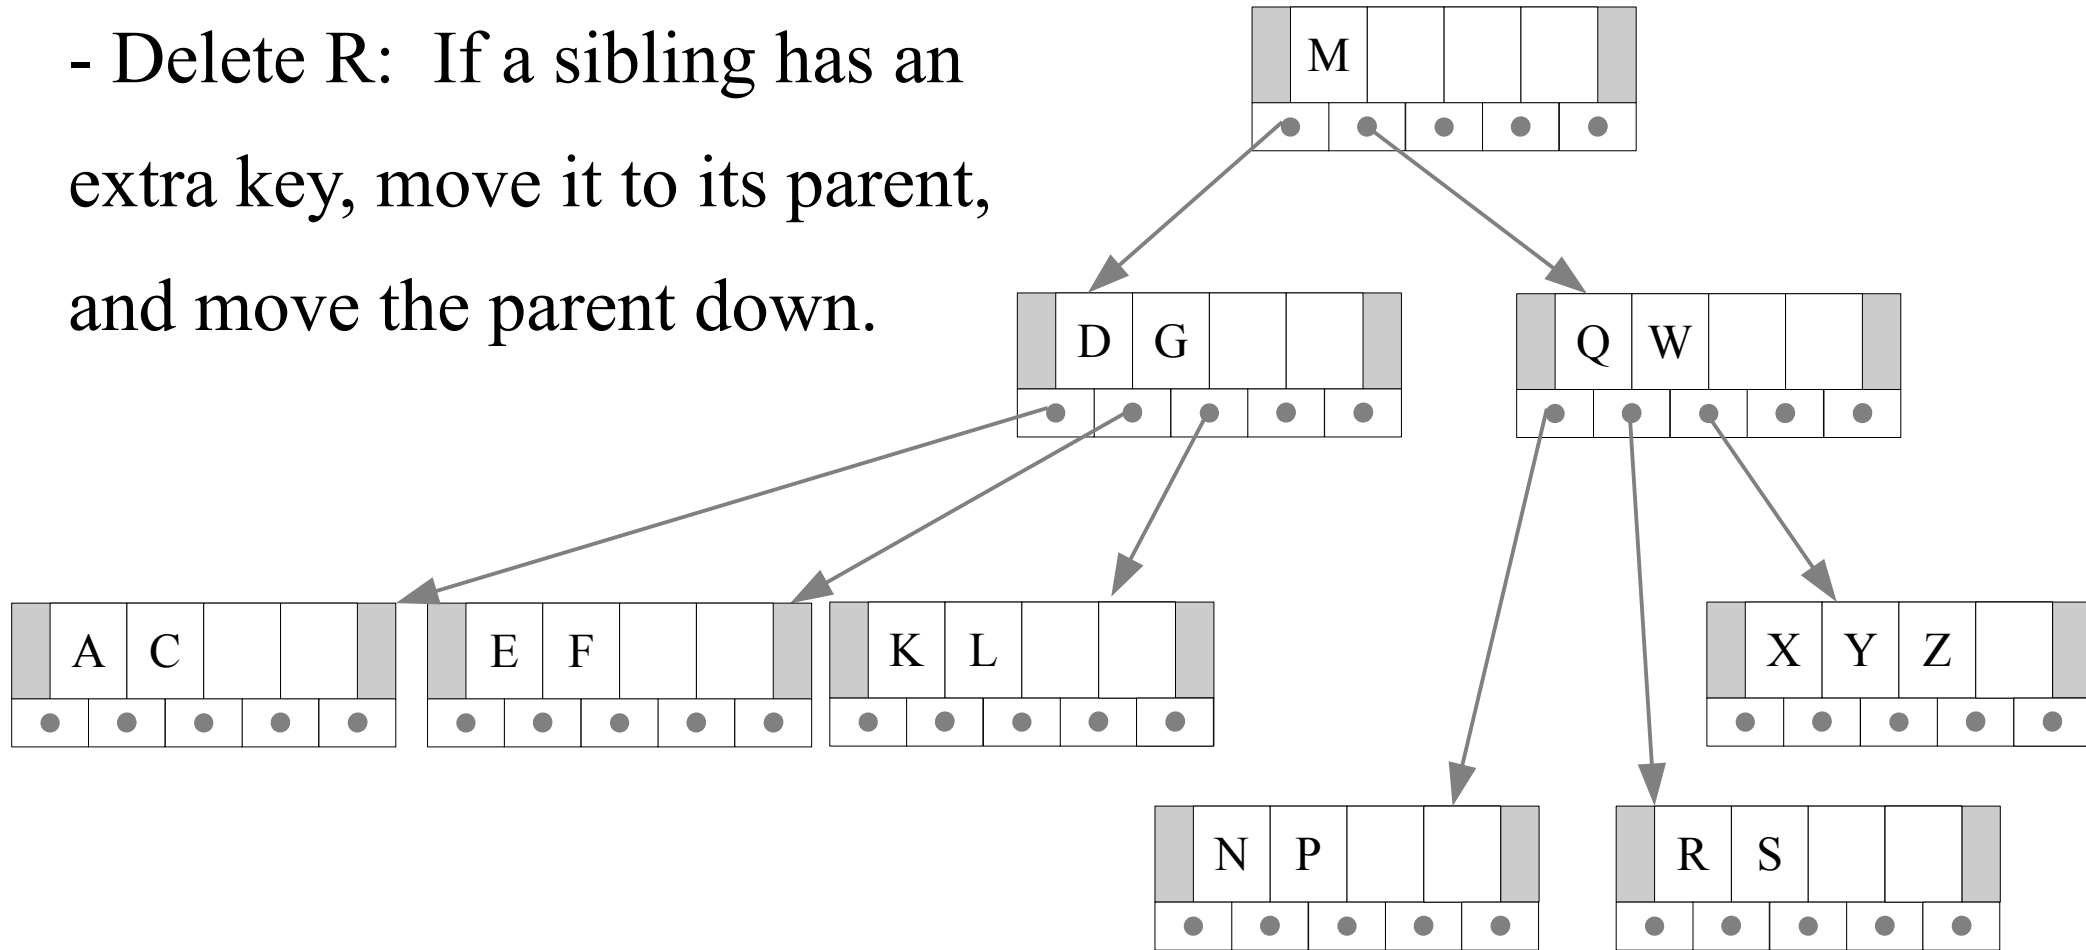 - Delete R:  If a sibling has an
extra key, move it to its parent,
and move the parent down.
M
D G
Q W
A C
E F
K L
X Y Z
N P
R S